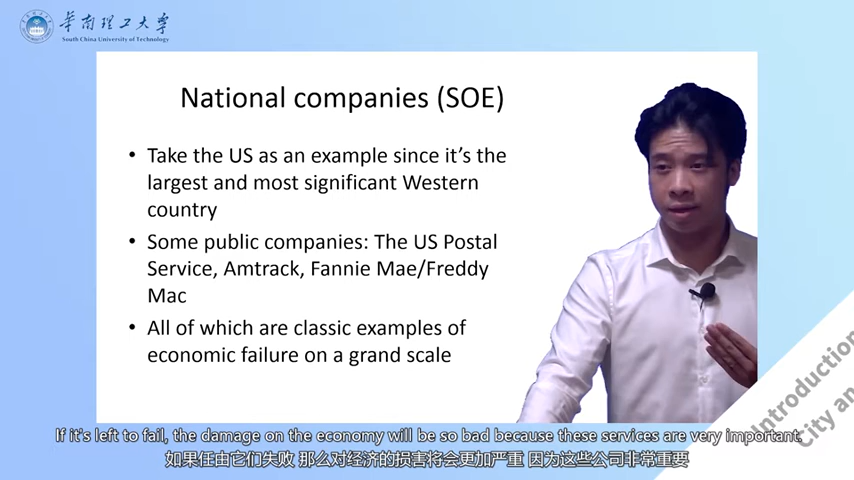 华南理工大学
South China University of Technology
National companies (SOE)
• Take the US as an example since it's the
largest and most significant Western
country
• Some public companies: The US Postal
Service, Amtrack, Fannie Mae/Freddy
Mac
• All of which are classic examples of
economic failure on a grand scale
Introduction
City an
If it's left to fail, the damage on the economy will be so bad because these services are very important.
如果任由它们失败 那么对经济的损害将会更加严重 因为这些公司非常重要